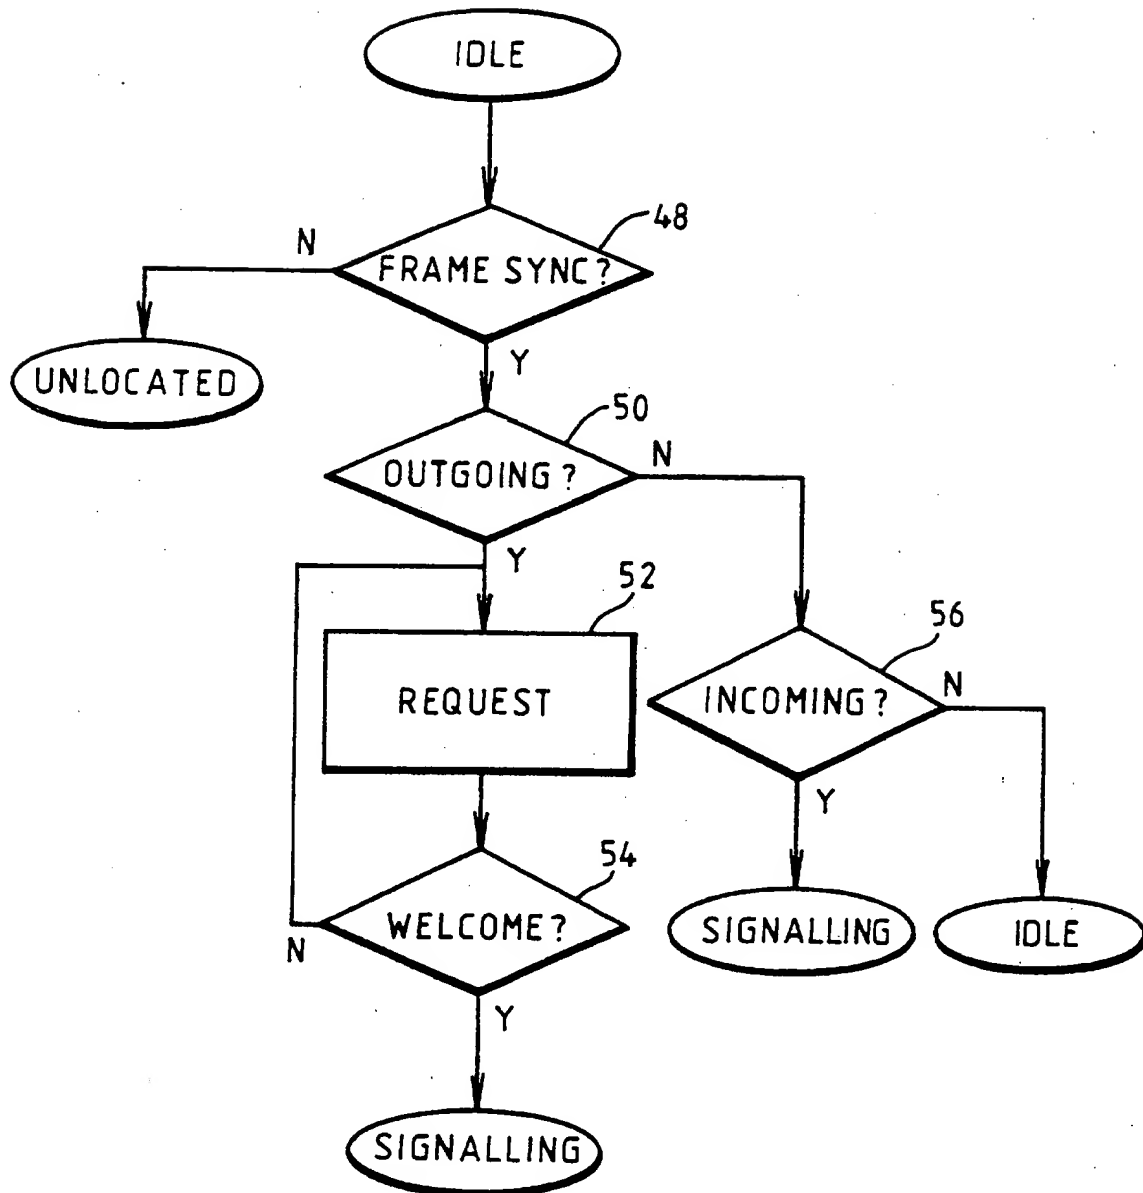 IDLE
48
N
FRAME SYNC?
Y
UNLOCATED
50
OUTGOING?
N
Y
52
56
REQUEST
INCOMING?
N
Y
54
WELCOME?
N
SIGNALLING
IDLE
Y
SIGNALLING